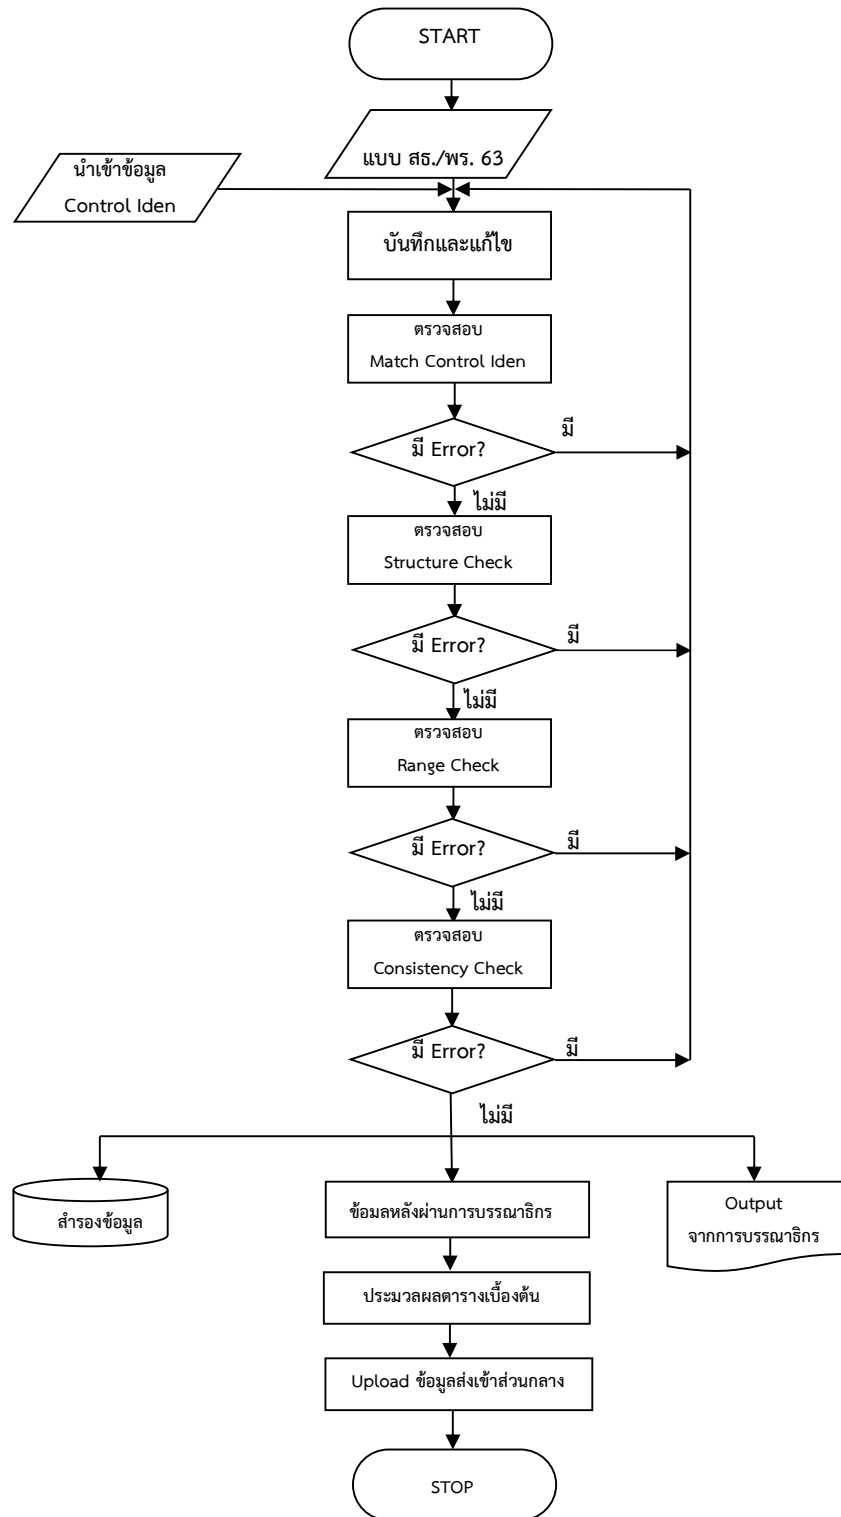 START
แบบ สธ./พร. 63
นำเข้าข้อมูล
Control Iden
บันทึกและแก้ไข
ตรวจสอบ
Match Control Iden
มี Error?
มี
ไม่มี
ตรวจสอบ
Structure Check
มี Error?
มี
ไม่มี
ตรวจสอบ
Range Check
มี Error?
มี
ไม่มี
ตรวจสอบ
Consistency Check
มี Error?
มี
ไม่มี
สำรองข้อมูล
ข้อมลหลังผ่านการบรรณาธิกร
Output
จากการบรรณาธิกร
ประมวลผลตารางเบื้องต้น
Upload ข้อมูลส่งเข้าส่วนกลาง
STOP